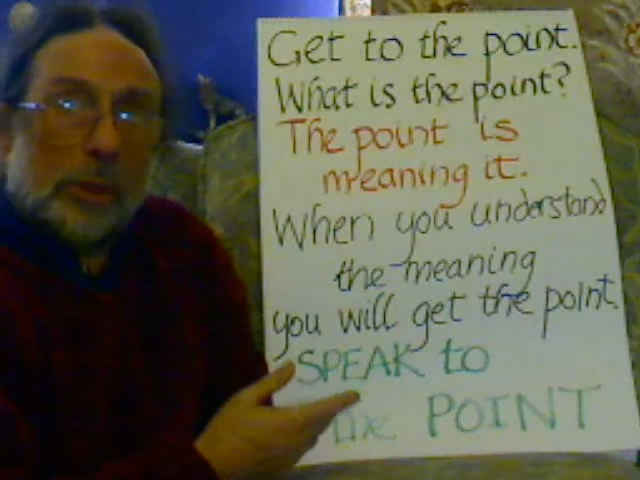 Get to the point.
What is the point?
The point is
meaning it.
When you understand
the meaning
you will get the point.
SPEAK to
the POINT